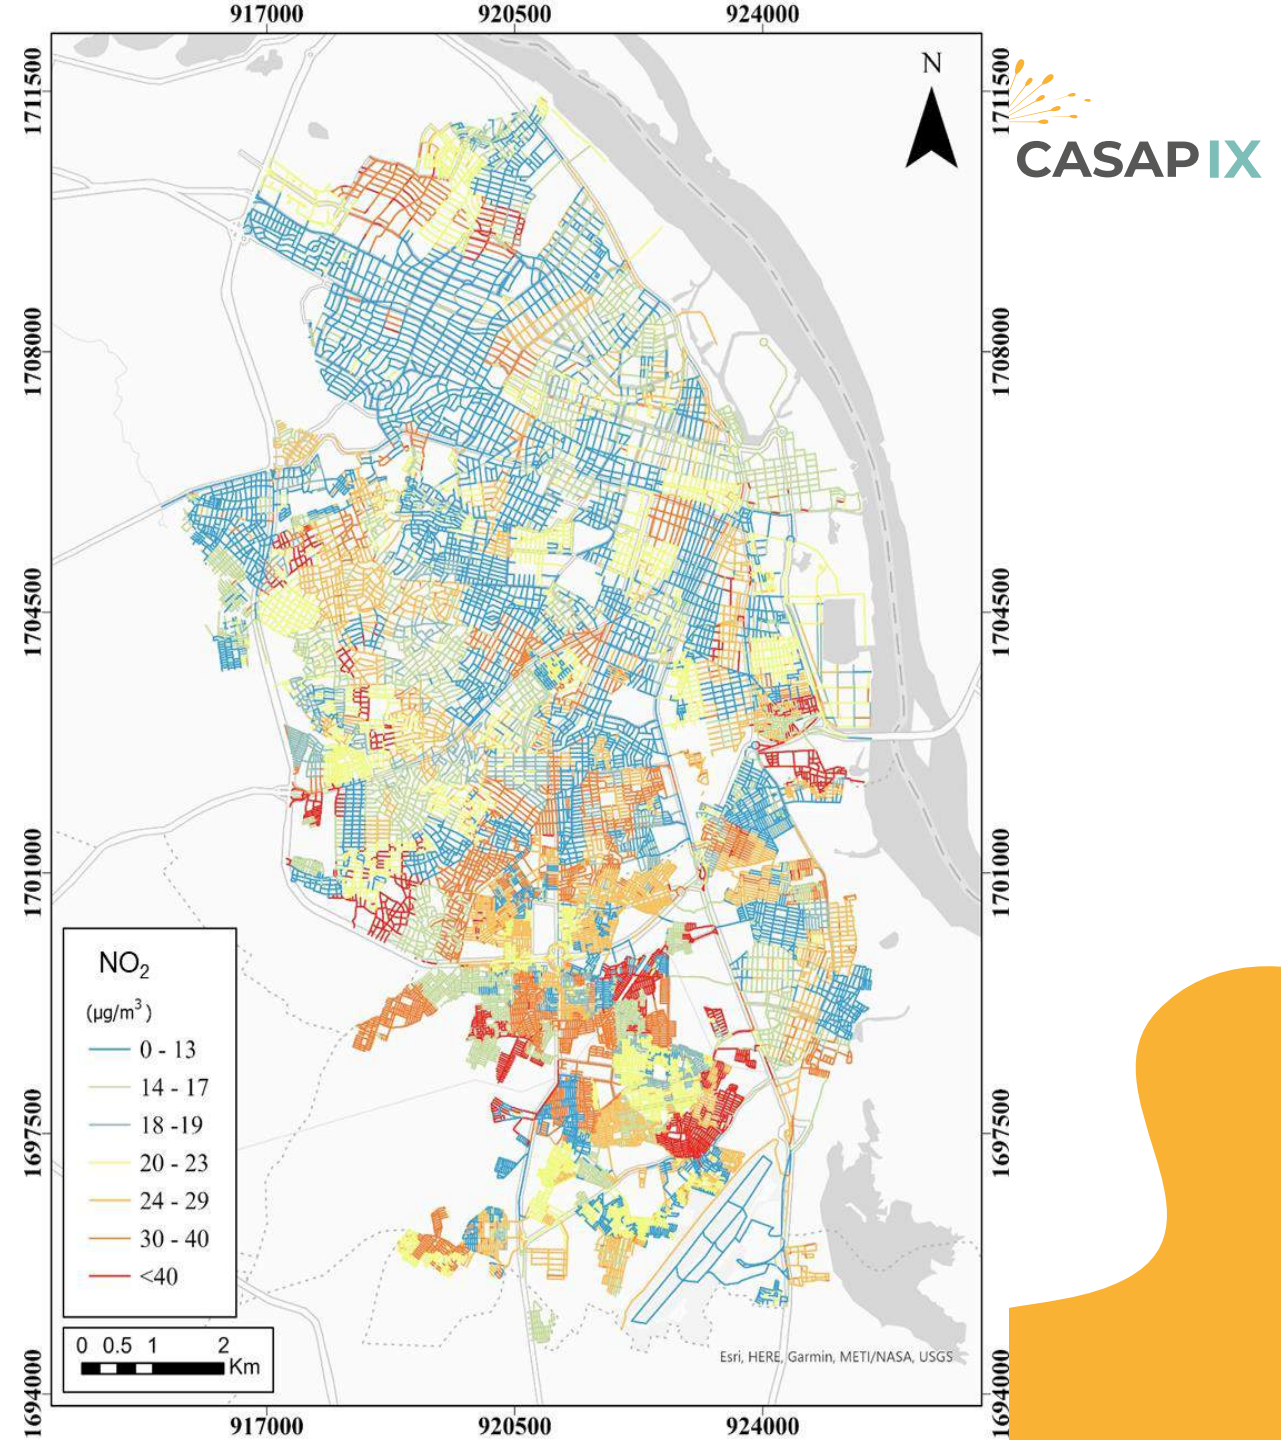 917000 920500 924000
1711500 1711500
N
CASAPIX
1708000 1708000
1704500 1704500
1701000 1701000
NO₂
(µg/m³)
0 - 13
14 - 17
18 -19
20 - 23
24 - 29
30 - 40
<40
1697500 1697500
0 0.5 1 2
Km
Esri, HERE, Garmin, METI/NASA, USGS
1694000 1694000
917000 920500 924000